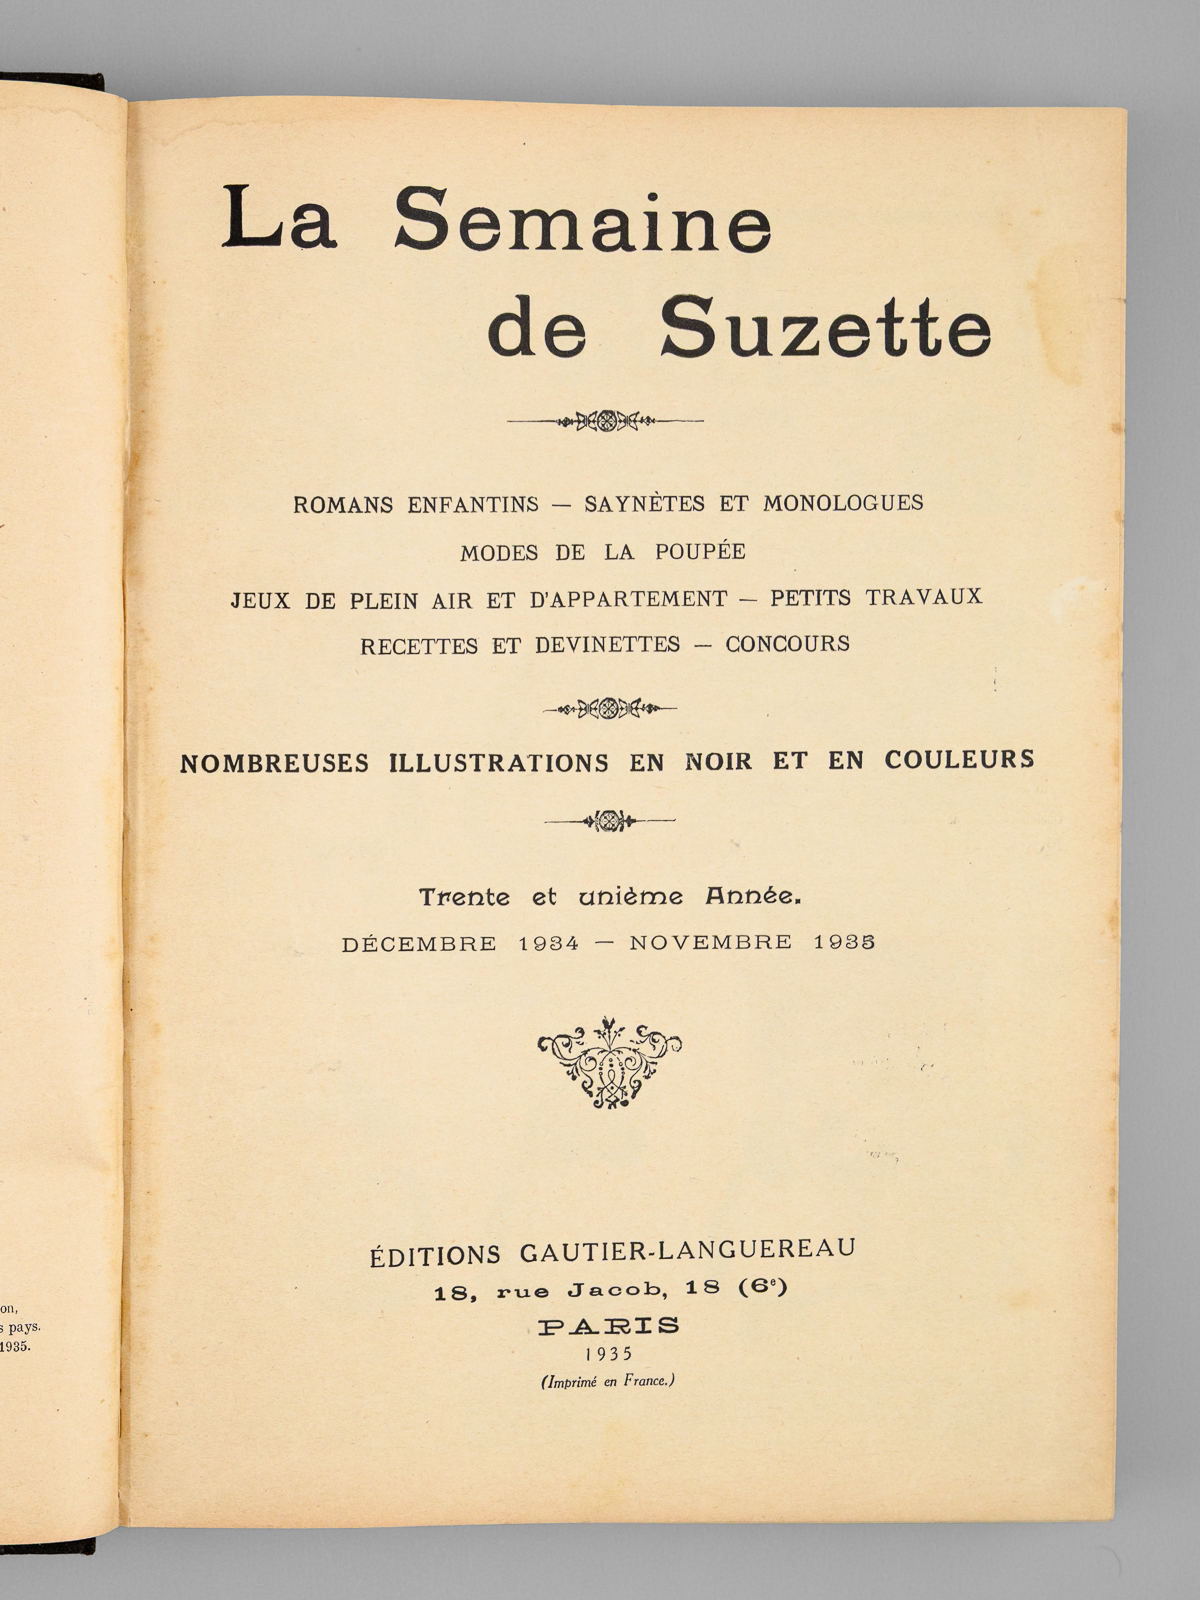 La Semaine
de Suzette
ROMANS ENFANTINS — SAYNÈTES ET MONOLOGUES
MODES DE LA POUPÉE
JEUX DE PLEIN AIR ET D'APPARTEMENT — PETITS TRAVAUX
RECETTES ET DEVINETTES — CONCOURS
NOMBREUSES ILLUSTRATIONS EN NOIR ET EN COULEURS
Trente et unième Année.
DÉCEMBRE 1934 — NOVEMBRE 1935
ÉDITIONS GAUTIER-LANGUEREAU
18, rue Jacob, 18 (6e)
PARIS
1935
(Imprimé en France.)
on,
s pays.
1935.